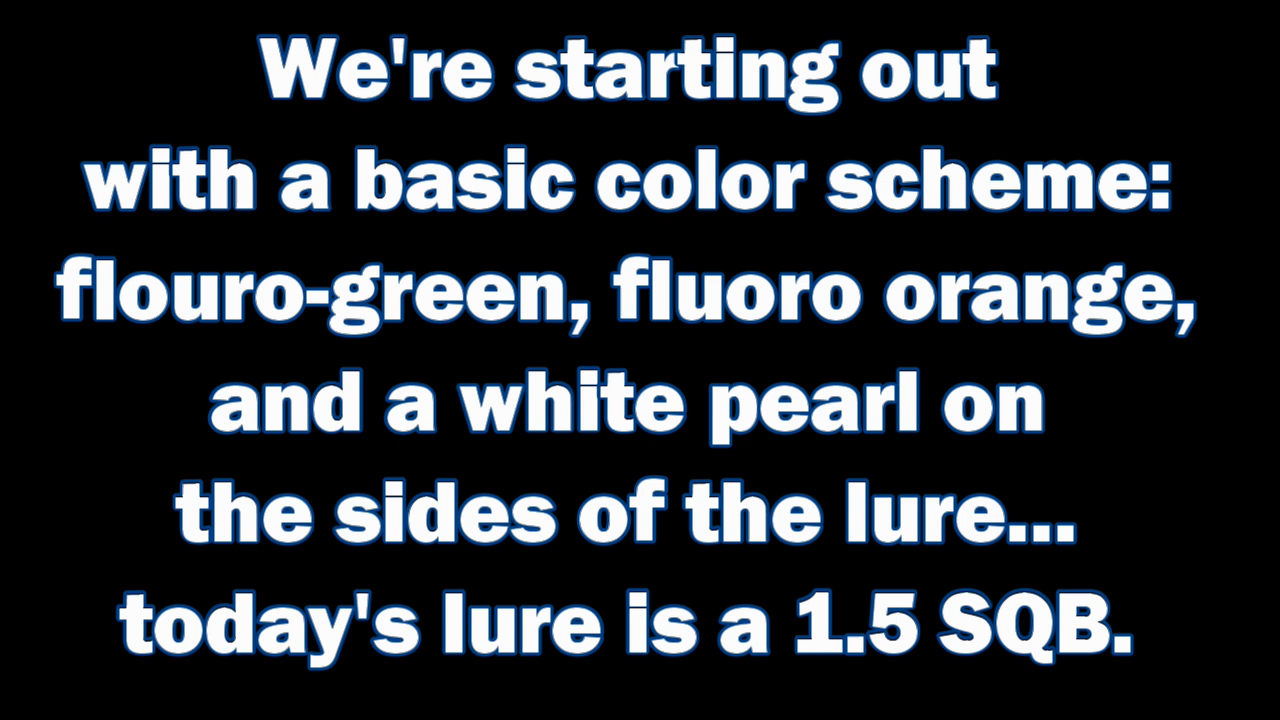 We're starting out
with a basic color scheme:
flouro-green, fluoro orange,
and a white pearl on
the sides of the lure...
today's lure is a 1.5 SQB.